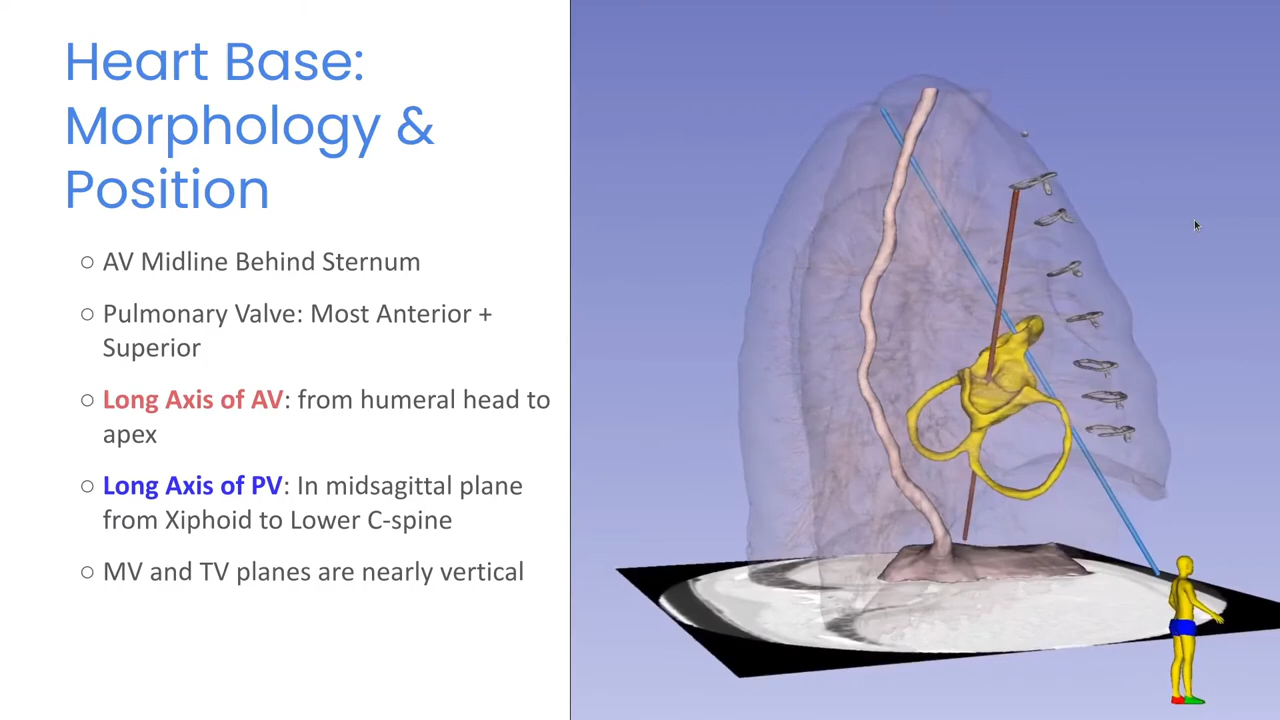 Heart Base:
Morphology &
Position
○ AV Midline Behind Sternum
○ Pulmonary Valve: Most Anterior +
Superior
○ Long Axis of AV: from humeral head to
apex
○ Long Axis of PV: In midsagittal plane
from Xiphoid to Lower C-spine
○ MV and TV planes are nearly vertical